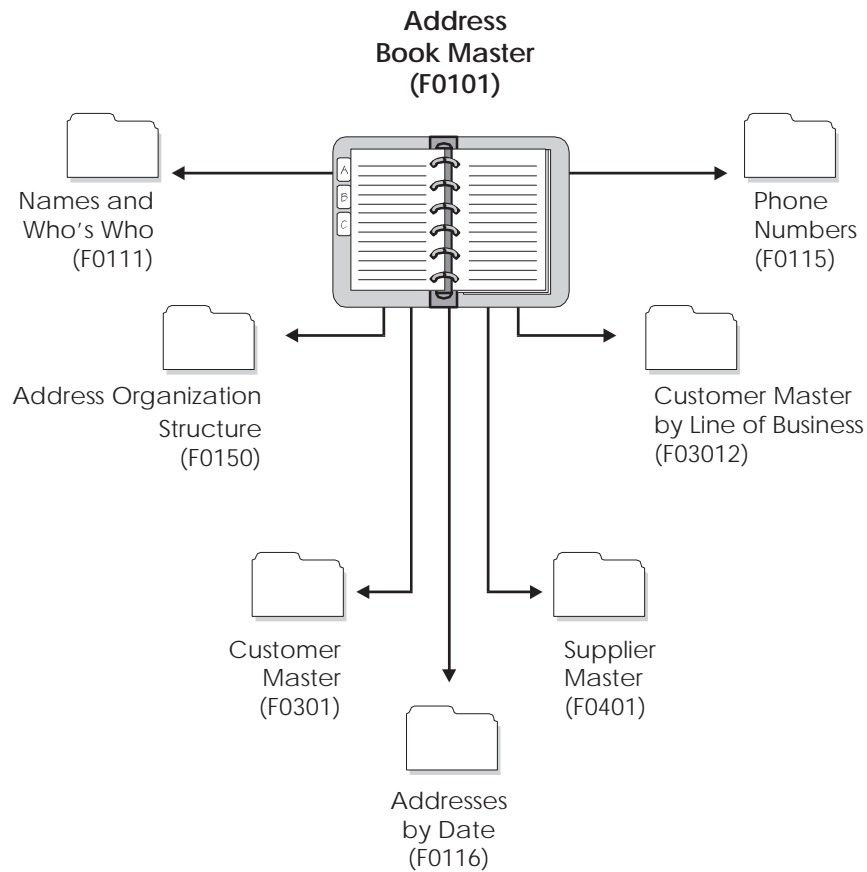 Address
Book Master
(F0101)
A
B
C
Names and
Who's Who
(F0111)
Phone
Numbers
(F0115)
Address Organization
Structure
(F0150)
Customer Master
by Line of Business
(F03012)
Customer
Master
(F0301)
Supplier
Master
(F0401)
Addresses
by Date
(F0116)